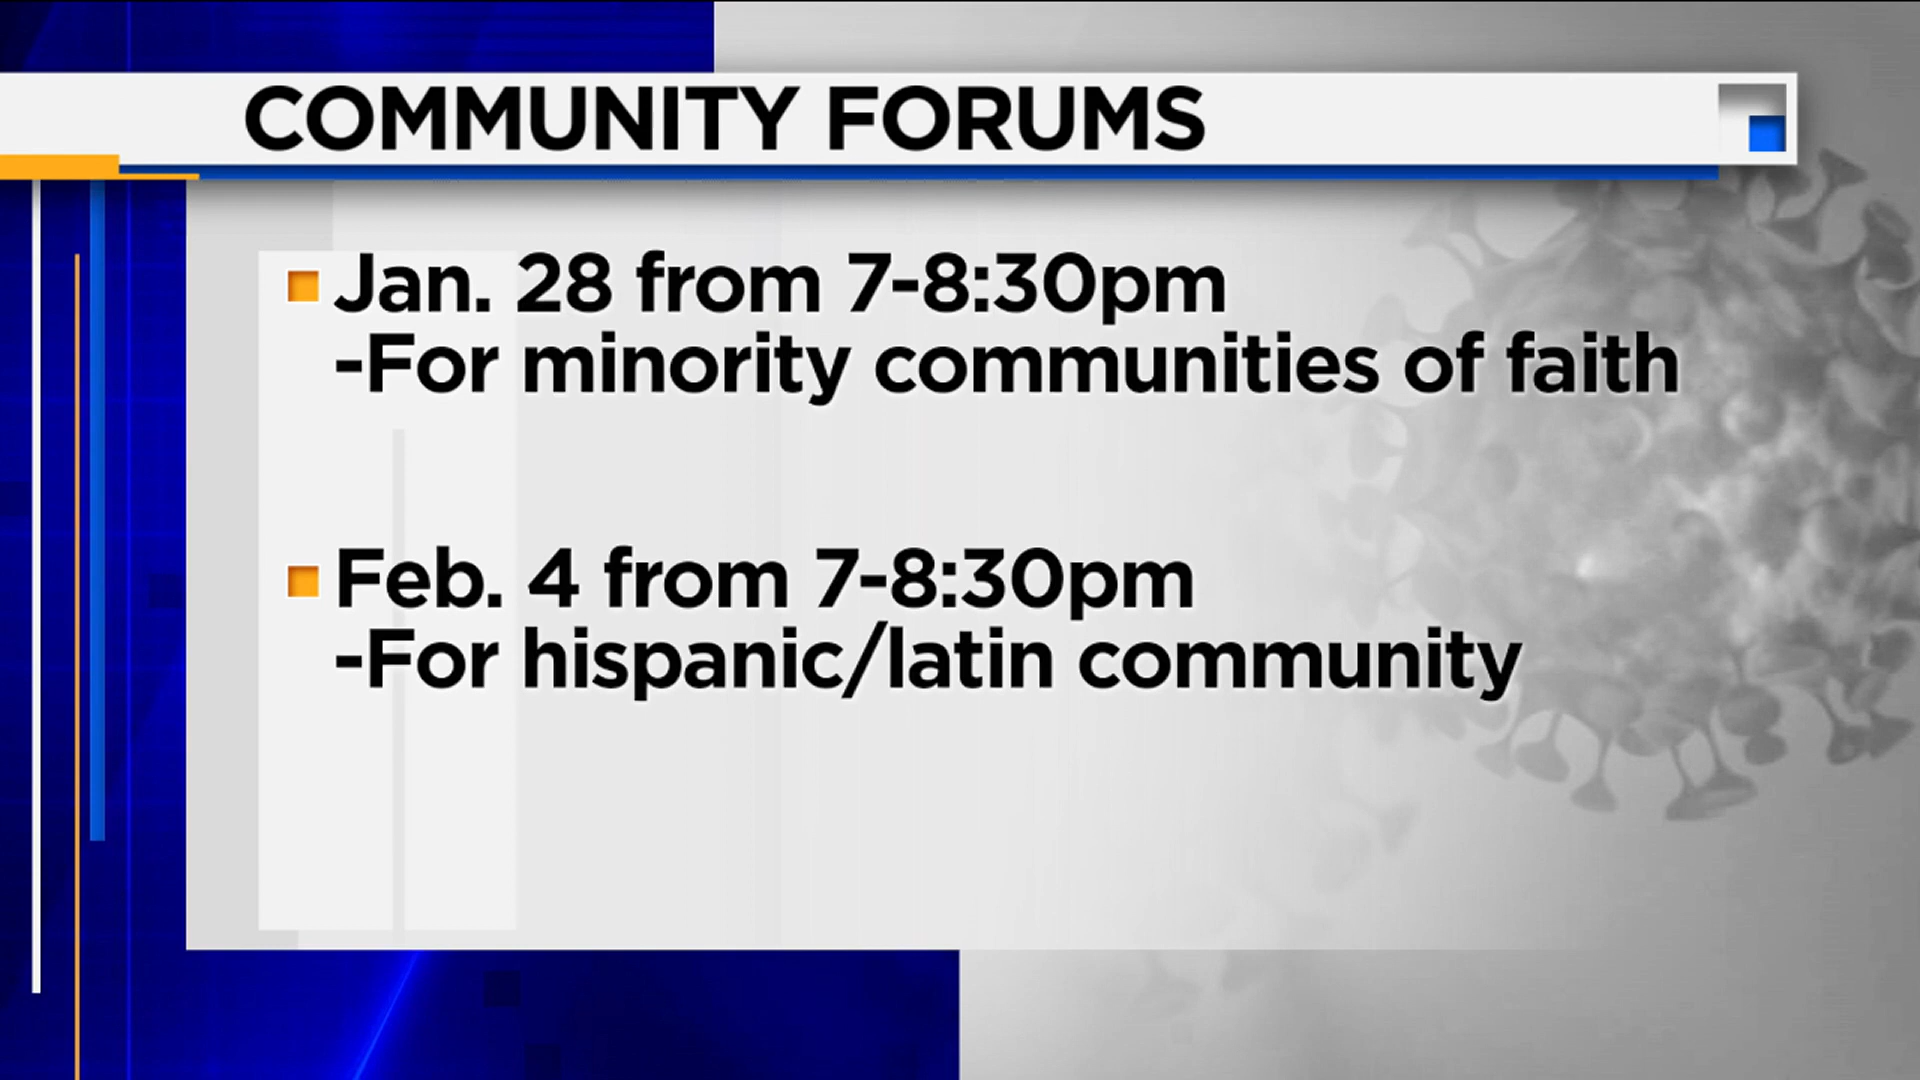 COMMUNITY FORUMS
Jan. 28 from 7-8:30pm
-For minority communities of faith
Feb. 4 from 7-8:30pm
-For hispanic/latin community